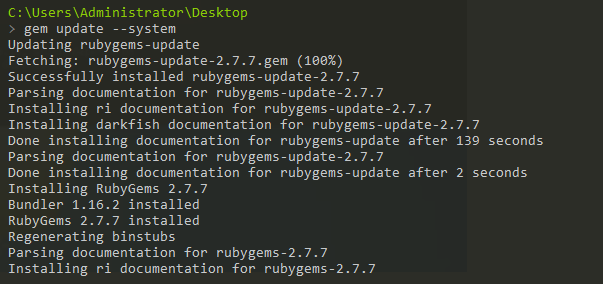 C:\Users\Administrator\Desktop
> gem update --system
Updating rubygems-update
Fetching: rubygems-update-2.7.7.gem (100%)
Successfully installed rubygems-update-2.7.7
Parsing documentation for rubygems-update-2.7.7
Installing ri documentation for rubygems-update-2.7.7
Installing darkfish documentation for rubygems-update-2.7.7
Done installing documentation for rubygems-update after 139 seconds
Parsing documentation for rubygems-update-2.7.7
Done installing documentation for rubygems-update after 2 seconds
Installing RubyGems 2.7.7
Bundler 1.16.2 installed
RubyGems 2.7.7 installed
Regenerating binstubs
Parsing documentation for rubygems-2.7.7
Installing ri documentation for rubygems-2.7.7